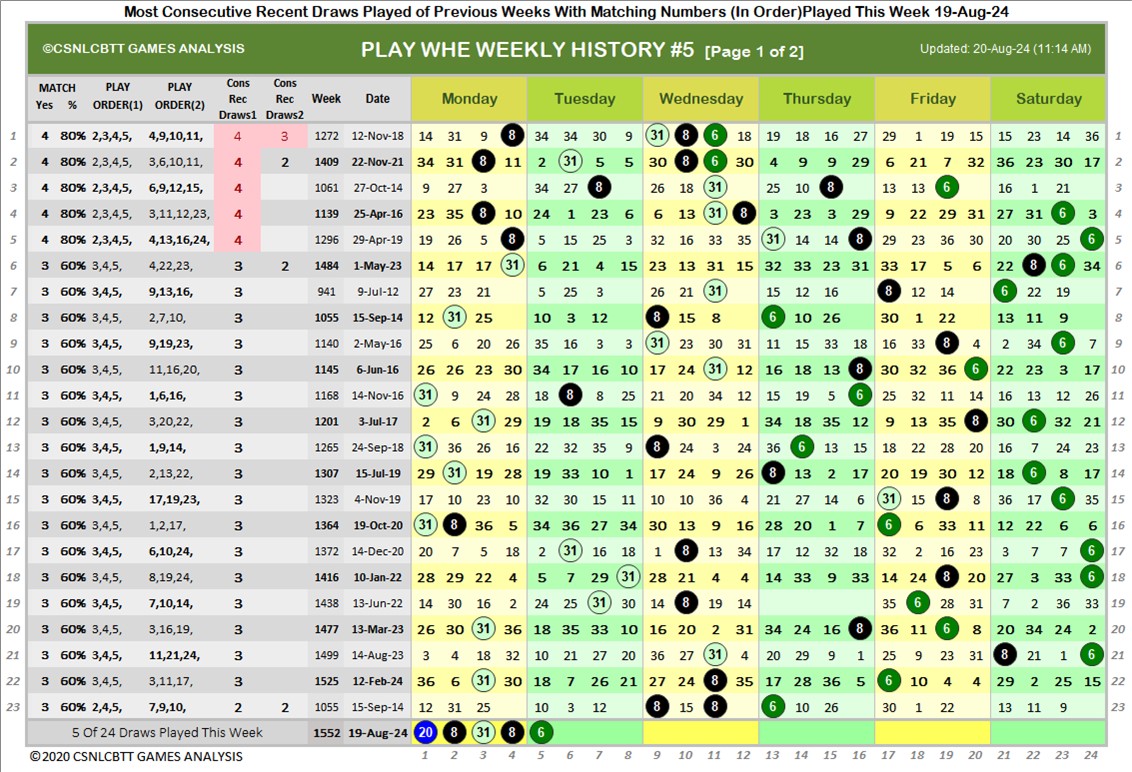 Most Consecutive Recent Draws Played of Previous Weeks With Matching Numbers (In Order)Played This Week 19-Aug-24
©CSNLCBTT GAMES ANALYSIS PLAY WHE WEEKLY HISTORY #5 [Page 1 of 2] Updated: 20-Aug-24 (11:14 AM)
MATCH Yes % PLAY ORDER(1) PLAY ORDER(2) Cons Rec Draws1 Cons Rec Draws2 Week Date Monday Tuesday Wednesday Thursday Friday Saturday
1 4 80% 2,3,4,5, 4,9,10,11, 4 3 1272 12-Nov-18 14 31 9 8 34 34 30 9 31 8 6 18 19 18 16 27 29 1 19 15 15 23 14 36 1
2 4 80% 2,3,4,5, 3,6,10,11, 4 2 1409 22-Nov-21 34 31 8 11 2 31 5 5 30 8 6 30 4 9 9 29 6 21 7 32 36 23 30 17 2
3 4 80% 2,3,4,5, 6,9,12,15, 4 1061 27-Oct-14 9 27 3 34 27 8 26 18 31 25 10 8 13 13 6 16 1 21 3
4 4 80% 2,3,4,5, 3,11,12,23, 4 1139 25-Apr-16 23 35 8 10 24 1 23 6 6 13 31 8 3 23 3 29 9 22 29 31 27 31 6 3 4
5 4 80% 2,3,4,5, 4,13,16,24, 4 1296 29-Apr-19 19 26 5 8 5 15 25 3 32 16 33 35 31 14 14 8 29 23 36 30 20 30 25 6 5
6 3 60% 3,4,5, 4,22,23, 3 2 1484 1-May-23 14 17 17 31 6 21 4 15 23 13 31 15 32 33 23 31 33 17 5 6 22 8 6 34 6
7 3 60% 3,4,5, 9,13,16, 3 941 9-Jul-12 27 23 21 5 25 3 26 21 31 15 12 16 8 12 14 6 22 19 7
8 3 60% 3,4,5, 2,7,10, 3 1055 15-Sep-14 12 31 25 10 3 12 8 15 8 6 10 26 30 1 22 13 11 9 8
9 3 60% 3,4,5, 9,19,23, 3 1140 2-May-16 25 6 20 26 35 16 3 3 31 23 30 31 11 15 33 18 16 33 8 4 2 34 6 7 9
10 3 60% 3,4,5, 11,16,20, 3 1145 6-Jun-16 26 26 23 30 34 17 16 10 17 24 31 12 16 18 13 8 30 32 36 6 22 23 3 17 10
11 3 60% 3,4,5, 1,6,16, 3 1168 14-Nov-16 31 9 24 28 18 8 8 25 21 20 34 12 15 19 5 6 25 32 11 14 16 13 12 26 11
12 3 60% 3,4,5, 3,20,22, 3 1201 3-Jul-17 2 6 31 29 19 18 35 15 9 30 29 1 34 18 35 12 9 13 35 8 30 6 32 21 12
13 3 60% 3,4,5, 1,9,14, 3 1265 24-Sep-18 31 36 26 16 22 32 35 9 8 24 3 24 36 6 13 15 18 22 28 20 16 7 24 23 13
14 3 60% 3,4,5, 2,13,22, 3 1307 15-Jul-19 29 31 19 28 19 33 10 1 17 24 9 26 8 13 2 17 20 19 30 12 18 6 8 17 14
15 3 60% 3,4,5, 17,19,23, 3 1323 4-Nov-19 17 10 23 10 32 30 15 11 10 10 36 4 21 27 14 6 31 15 8 8 36 17 6 35 15
16 3 60% 3,4,5, 1,2,17, 3 1364 19-Oct-20 31 8 36 5 34 36 27 34 30 13 9 16 28 20 1 7 6 6 33 11 12 22 6 6 16
17 3 60% 3,4,5, 6,10,24, 3 1372 14-Dec-20 20 7 5 18 2 31 16 18 1 8 13 34 17 12 32 18 32 2 16 23 3 7 7 6 17
18 3 60% 3,4,5, 8,19,24, 3 1416 10-Jan-22 28 29 22 4 5 7 29 31 28 21 4 4 14 33 9 33 14 24 8 20 27 3 33 6 18
19 3 60% 3,4,5, 7,10,14, 3 1438 13-Jun-22 14 30 16 2 24 25 31 30 14 8 19 14 35 6 28 31 7 2 36 33 19
20 3 60% 3,4,5, 3,16,19, 3 1477 13-Mar-23 26 30 31 36 18 35 33 10 16 20 2 31 34 24 16 8 36 11 6 8 20 34 24 2 20
21 3 60% 3,4,5, 11,21,24, 3 1499 14-Aug-23 3 4 18 32 10 21 27 20 36 27 31 4 20 29 9 1 25 9 23 31 8 21 1 6 21
22 3 60% 3,4,5, 3,11,17, 3 1525 12-Feb-24 36 6 31 30 18 7 26 21 27 24 8 35 17 28 36 5 6 10 4 4 29 2 25 15 22
23 3 60% 2,4,5, 7,9,10, 2 2 1055 15-Sep-14 12 31 25 10 3 12 8 15 8 6 10 26 30 1 22 13 11 9 23
5 Of 24 Draws Played This Week 1552 19-Aug-24 20 8 31 8 6
©2020 CSNLCBTT GAMES ANALYSIS 1 2 3 4 5 6 7 8 9 10 11 12 13 14 15 16 17 18 19 20 21 22 23 24